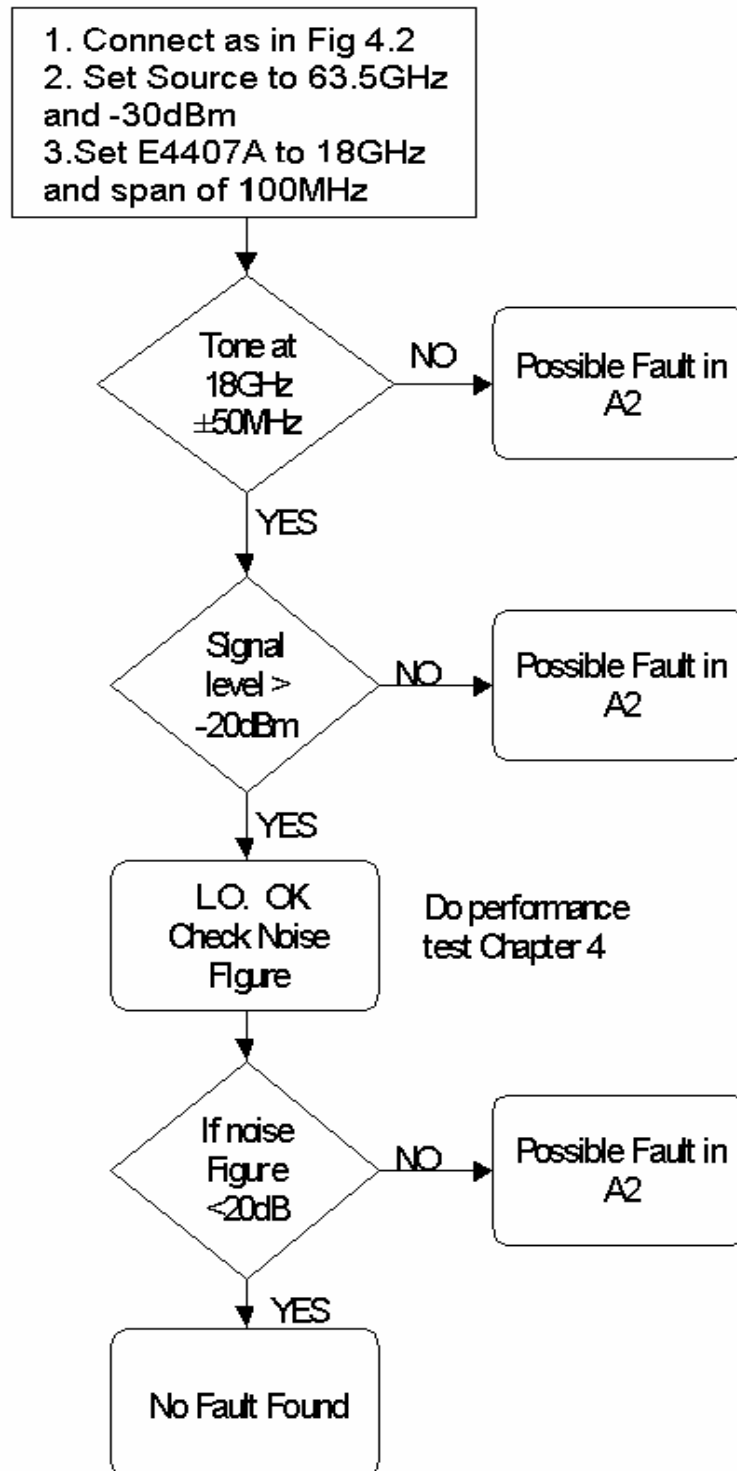 1. Connect as in Fig 4.2
2. Set Source to 63.5GHz
and -30dBm
3.Set E4407A to 18GHz
and span of 100MHz
Tone at
18GHz
±50MHz
NO
Possible Fault in
A2
YES
Signal
level >
-20dBm
NO
Possible Fault in
A2
YES
L.O. OK
Check Noise
FIgure
Do performance
test Chapter 4
If noise
Figure
<20dB
NO
Possible Fault in
A2
YES
No Fault Found